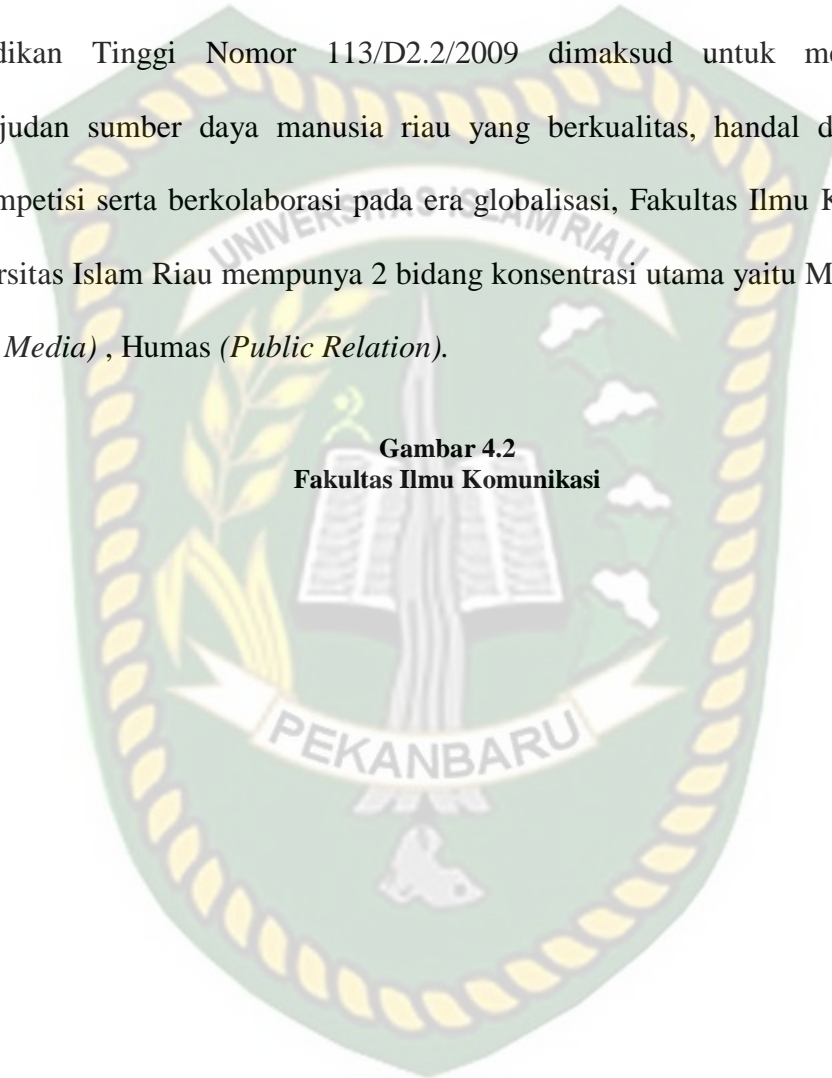 dikan Tinggi Nomor 113/D2.2/2009 dimaksud untuk me
judan sumber daya manusia riau yang berkualitas, handal d
mpetisi serta berkolaborasi pada era globalisasi, Fakultas Ilmu K
rsitas Islam Riau mempunya 2 bidang konsentrasi utama yaitu M
Media) , Humas (Public Relation).
UNIVERSITAS ISLAM RIAU
Gambar 4.2
Fakultas Ilmu Komunikasi
PEKANBARU